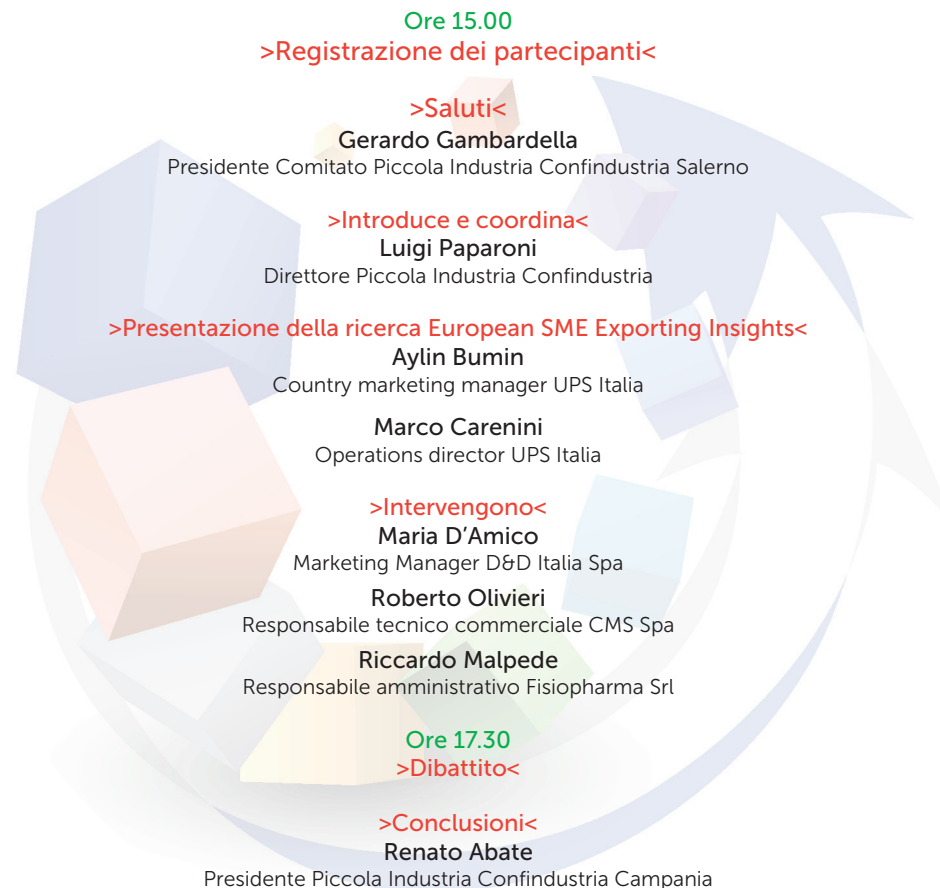 Ore 15.00
>Registrazione dei partecipanti<
>Saluti<
Gerardo Gambardella
Presidente Comitato Piccola Industria Confindustria Salerno
>Introduce e coordina<
Luigi Paparoni
Direttore Piccola Industria Confindustria
>Presentazione della ricerca European SME Exporting Insights<
Aylin Bumin
Country marketing manager UPS Italia
Marco Carenini
Operations director UPS Italia
>Intervengono<
Maria D’Amico
Marketing Manager D&D Italia Spa
Roberto Olivieri
Responsabile tecnico commerciale CMS Spa
Riccardo Malpede
Responsabile amministrativo Fisiopharma Srl
Ore 17.30
>Dibattito<
>Conclusioni<
Renato Abate
Presidente Piccola Industria Confindustria Campania